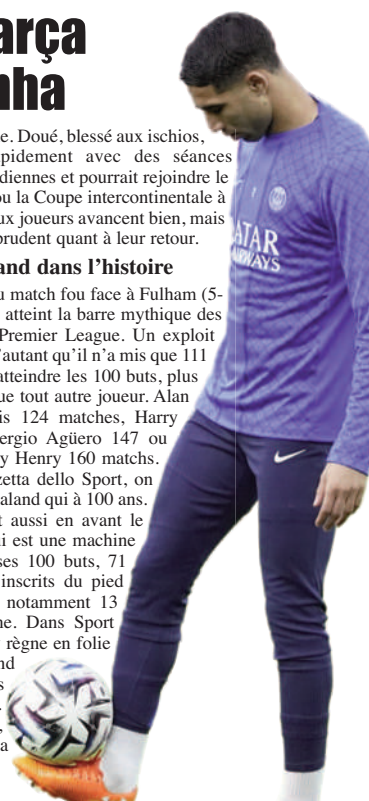 arça
nha
e. Doué, blessé aux ischios,
pidement avec des séances
diennes et pourrait rejoindre le
ou la Coupe intercontinentale à
ux joueurs avancent bien, mais
prudent quant à leur retour.
and dans l’histoire
u match fou face à Fulham (5-
atteint la barre mythique des
Premier League. Un exploit
’autant qu’il n’a mis que 111
atteindre les 100 buts, plus
que tout autre joueur. Alan
is 124 matches, Harry
ergio Agüero 147 ou
y Henry 160 matchs.
zetta dello Sport, on
aland qui à 100 ans.
t aussi en avant le
ui est une machine
ses 100 buts, 71
inscrits du pied
notamment 13
ne. Dans Sport
règne en folie
nd
s
a
ATAR
RWAYS